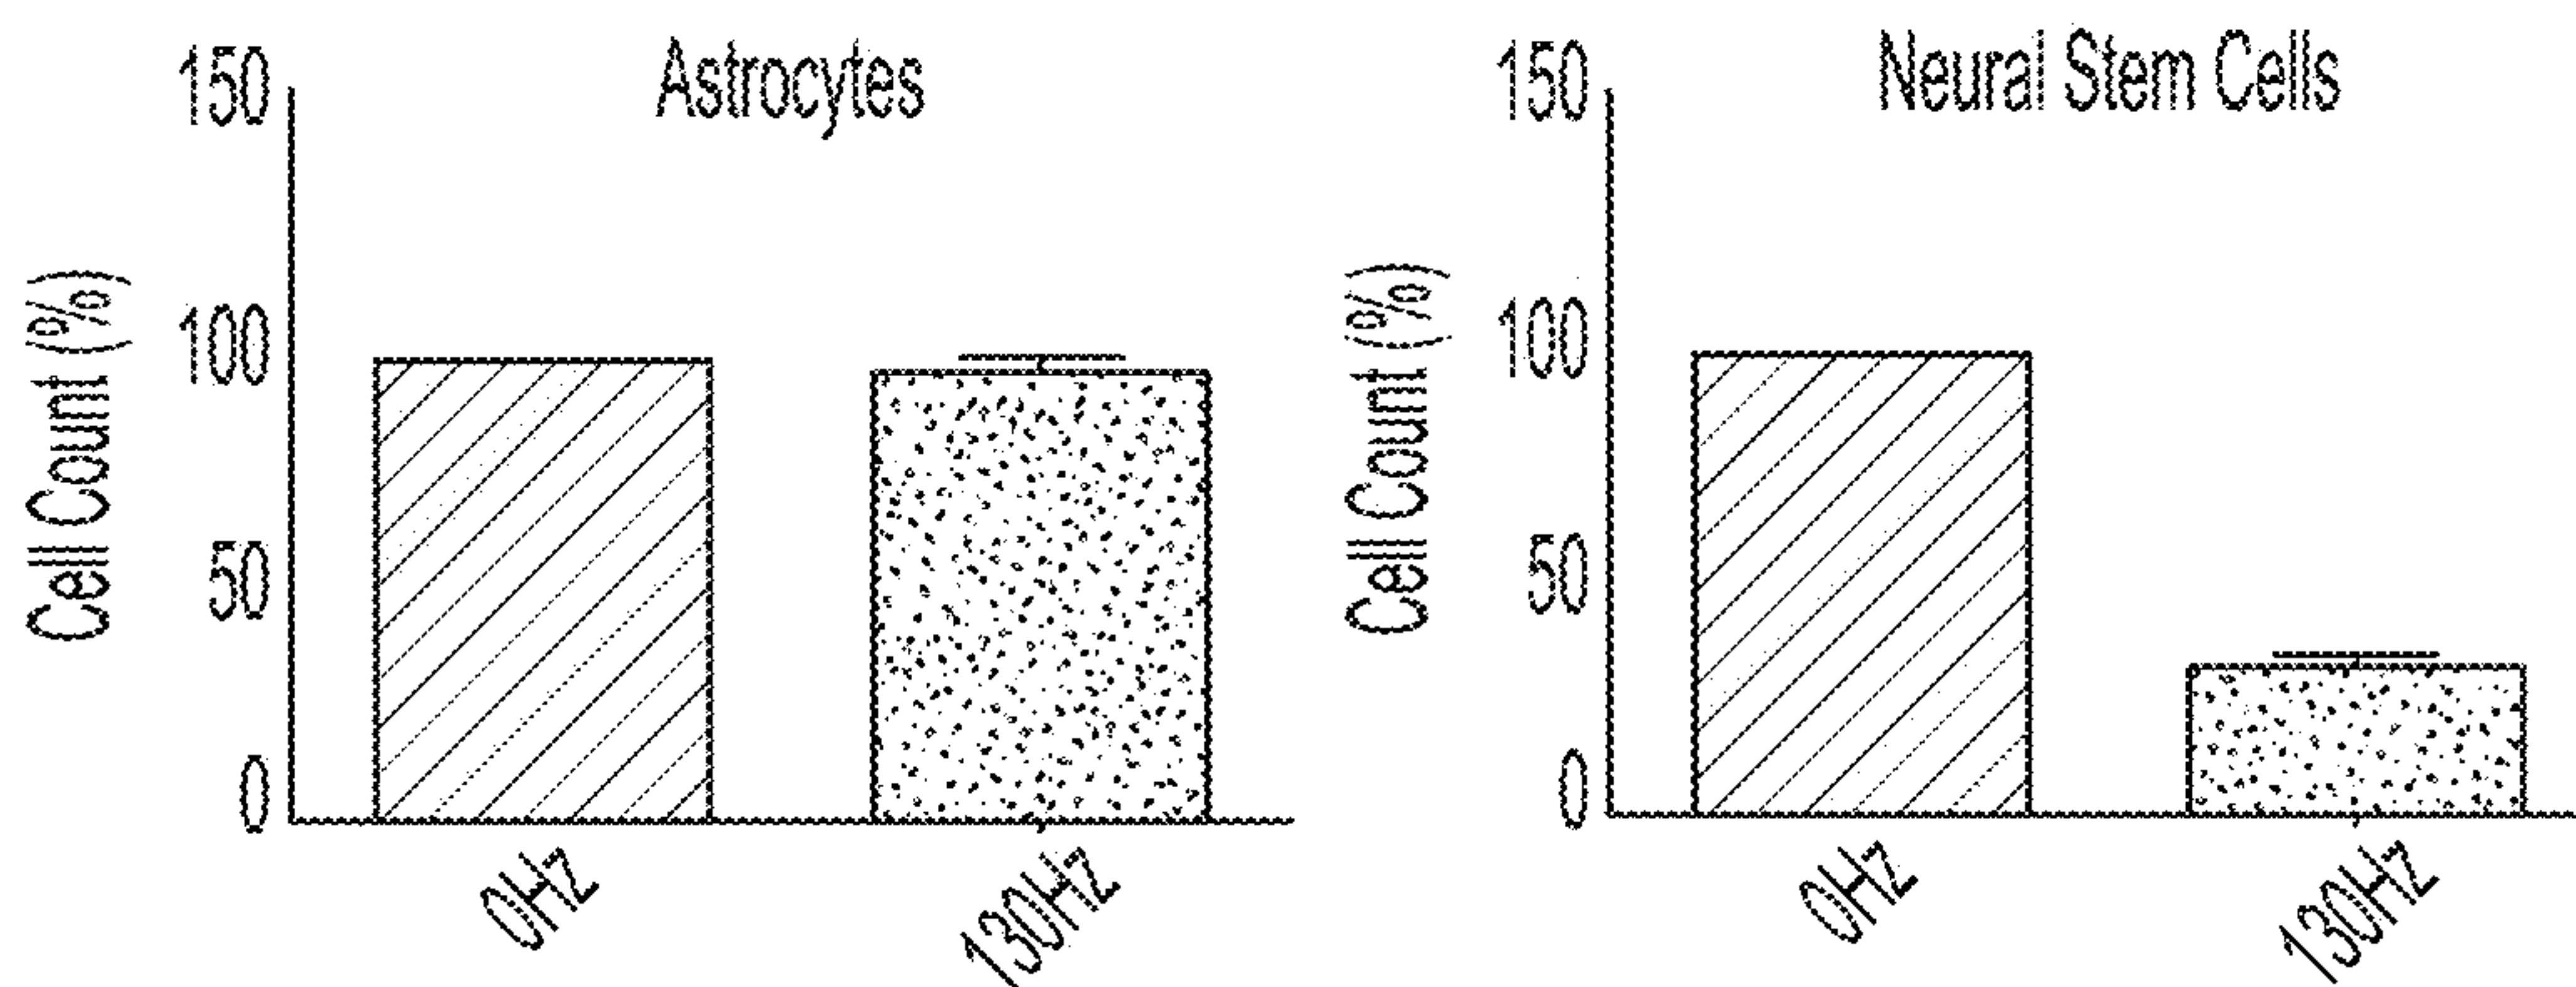 Astrocytes
Cell Count (%)
150
100
50
0
0Hz
130Hz
Neural Stem Cells
Cell Count (%)
150
100
50
0
0Hz
130Hz